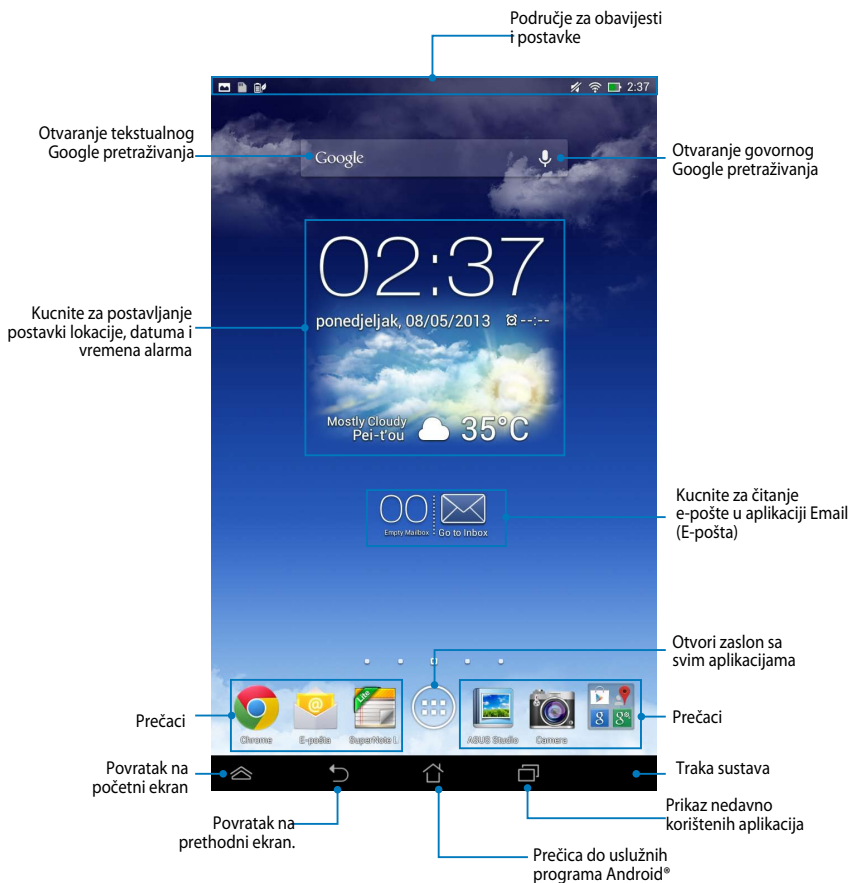 Područje za obavijesti
i postavke
2:37
Otvaranje tekstualnog
Google pretraživanja
Google
Otvaranje govornog
Google pretraživanja
02:37
ponedjeljak, 08/05/2013 --:--
Kucnite za postavljanje
postavki lokacije, datuma i
vremena alarma
Mostly Cloudy
Pei-t'ou
35°C
00
Empty Mailbox
Go to Inbox
Kucnite za čitanje
e-pošte u aplikaciji Email
(E-pošta)
Otvori zaslon sa
svim aplikacijama
Prečaci
Lite
Chrome
E-pošta
SuperNote L
ASUS Studio
Camera
Prečaci
Povratak na
početni ekran
Traka sustava
Povratak na
prethodni ekran.
Prikaz nedavno
korištenih aplikacija
Prečica do uslužnih
programa Android®